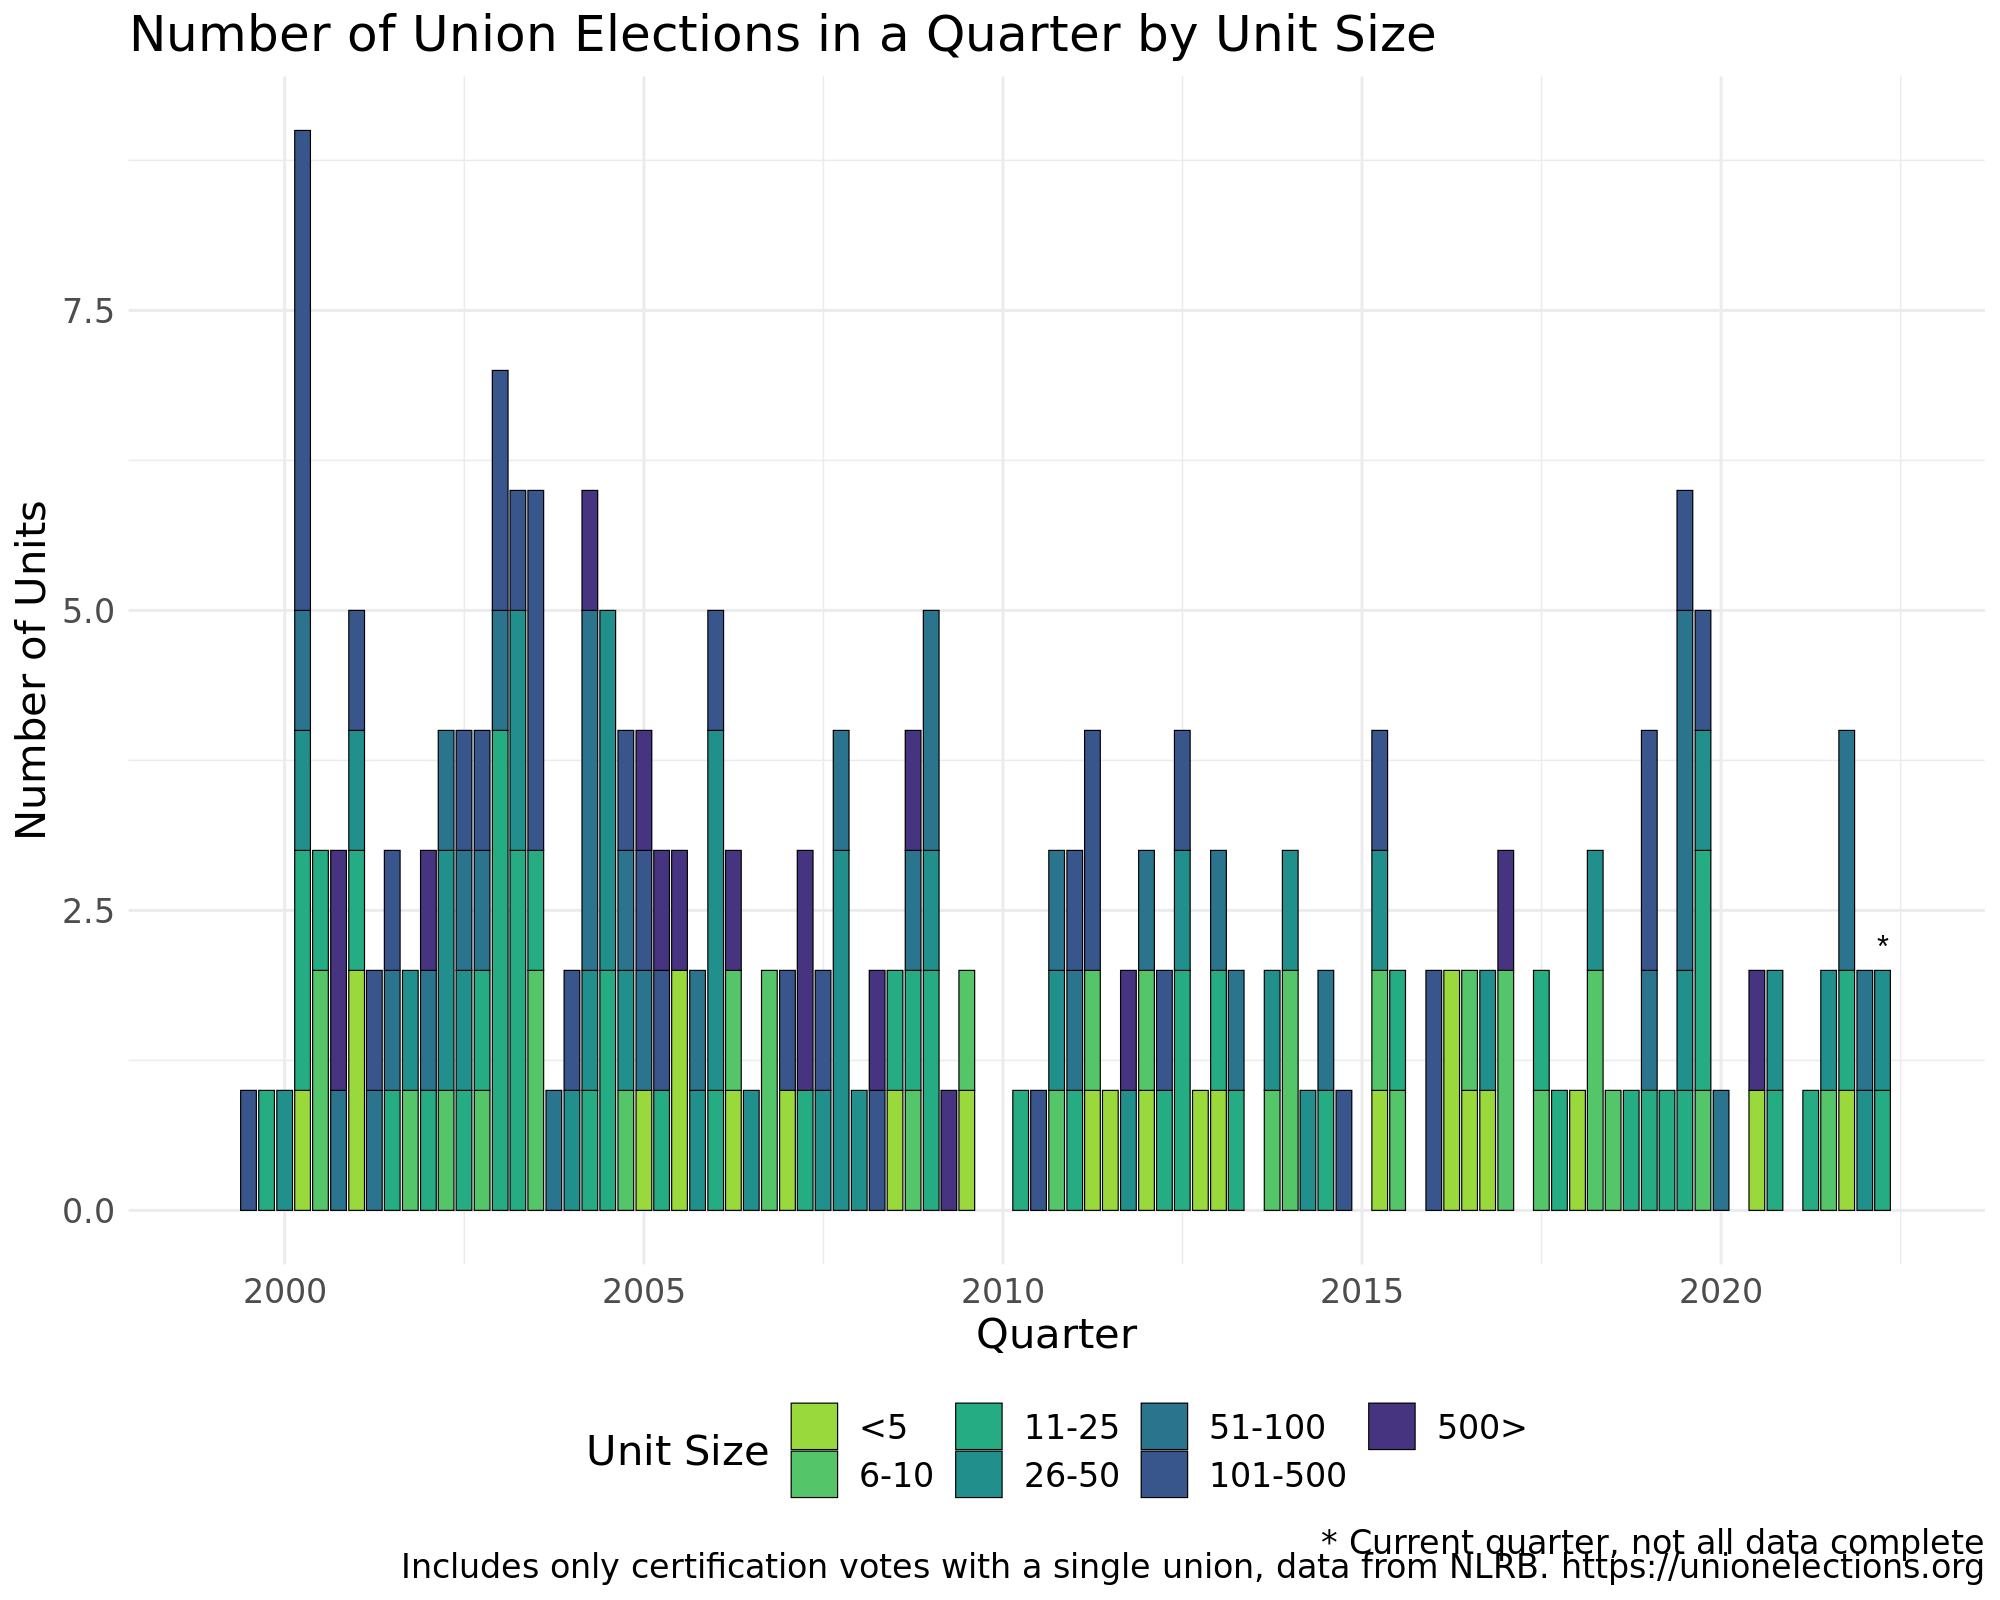 Number of Union Elections in a Quarter by Unit Size
Number of Units
7.5
5.0
2.5
0.0
*
2000 2005 2010 2015 2020
Quarter
Unit Size
<5 11-25 51-100 500>
6-10 26-50 101-500
* Current quarter, not all data complete
Includes only certification votes with a single union, data from NLRB. https://unionelections.org